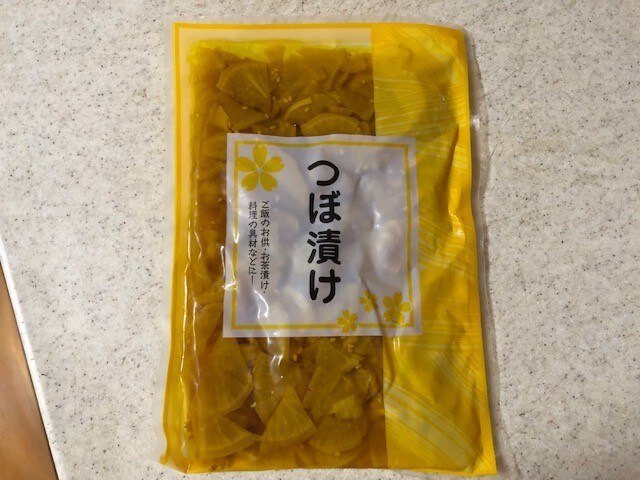 つぼ漬け
ご飯のお供 お茶漬け
料理の具材などに！